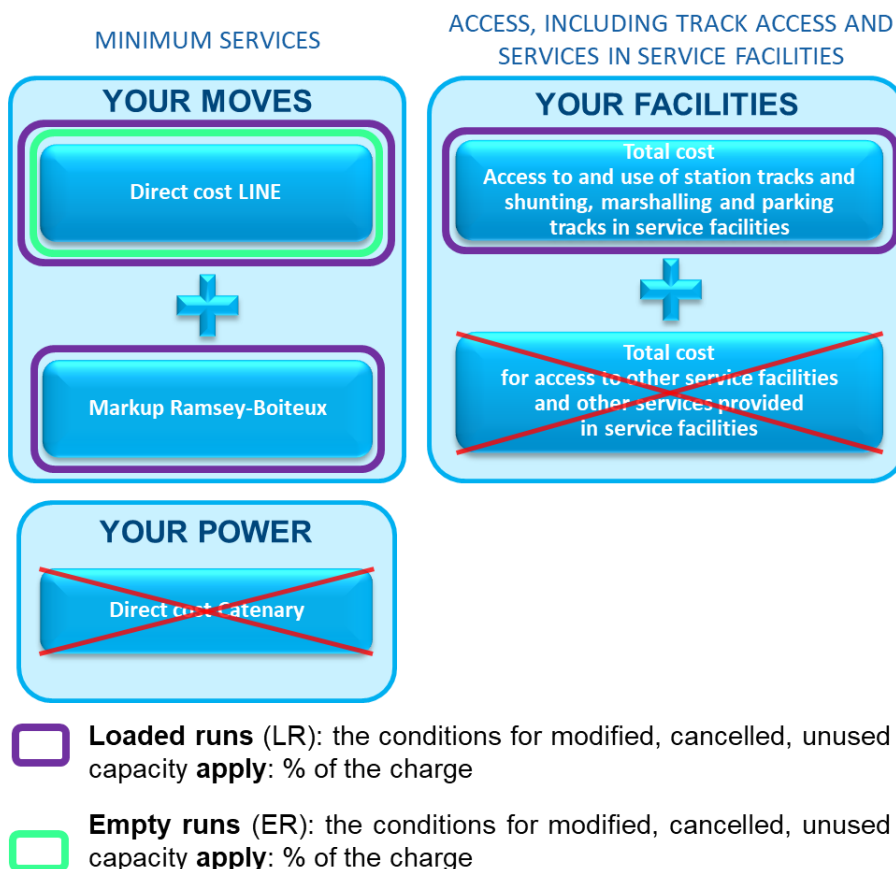 MINIMUM SERVICES
ACCESS, INCLUDING TRACK ACCESS AND
SERVICES IN SERVICE FACILITIES
YOUR MOVES
Direct cost LINE
Markup Ramsey-Boiteux
YOUR FACILITIES
Total cost
Access to and use of station tracks and
shunting, marshalling and parking
tracks in service facilities
Total cost
for access to other service facilities
and other services provided
in service facilities
YOUR POWER
Direct cost Catenary
Loaded runs (LR): the conditions for modified, cancelled, unused
capacity apply: % of the charge
Empty runs (ER): the conditions for modified, cancelled, unused
capacity apply: % of the charge